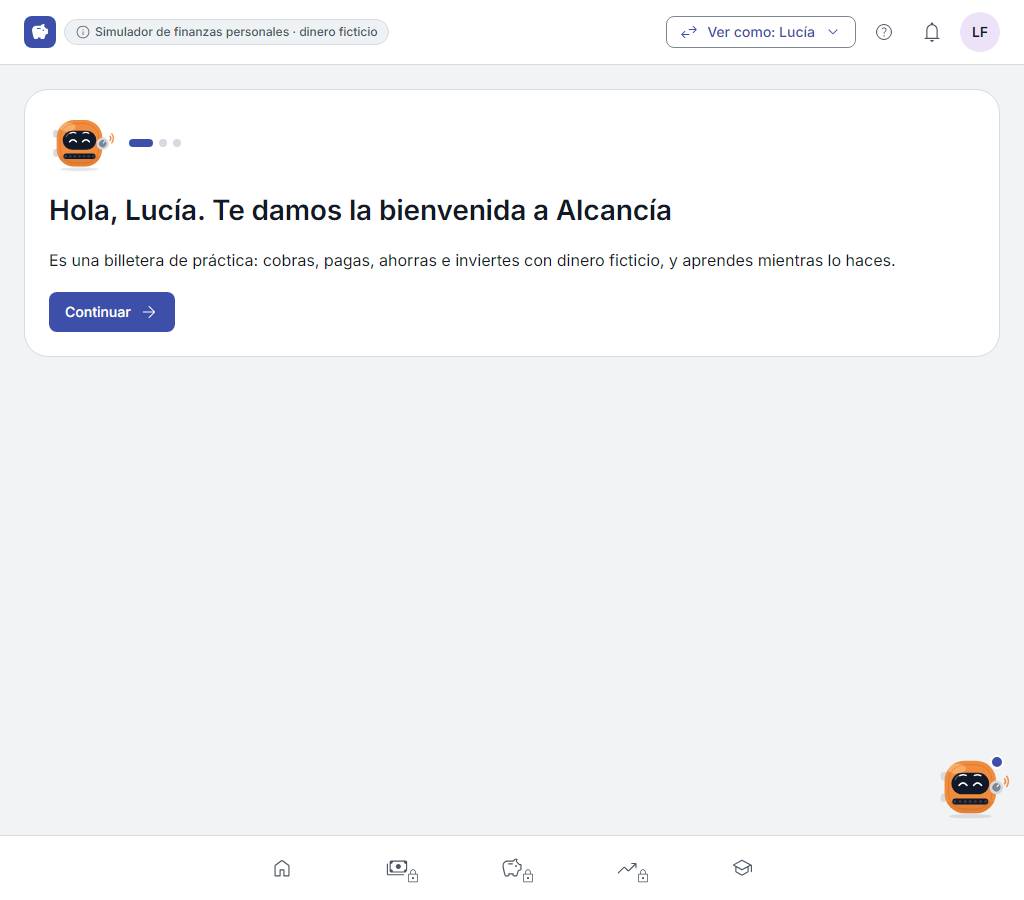 Simulador de finanzas personales · dinero ficticio
Ver como: Lucía
LF
Hola, Lucía. Te damos la bienvenida a Alcancía
Es una billetera de práctica: cobras, pagas, ahorras e inviertes con dinero ficticio, y aprendes mientras lo haces.
Continuar